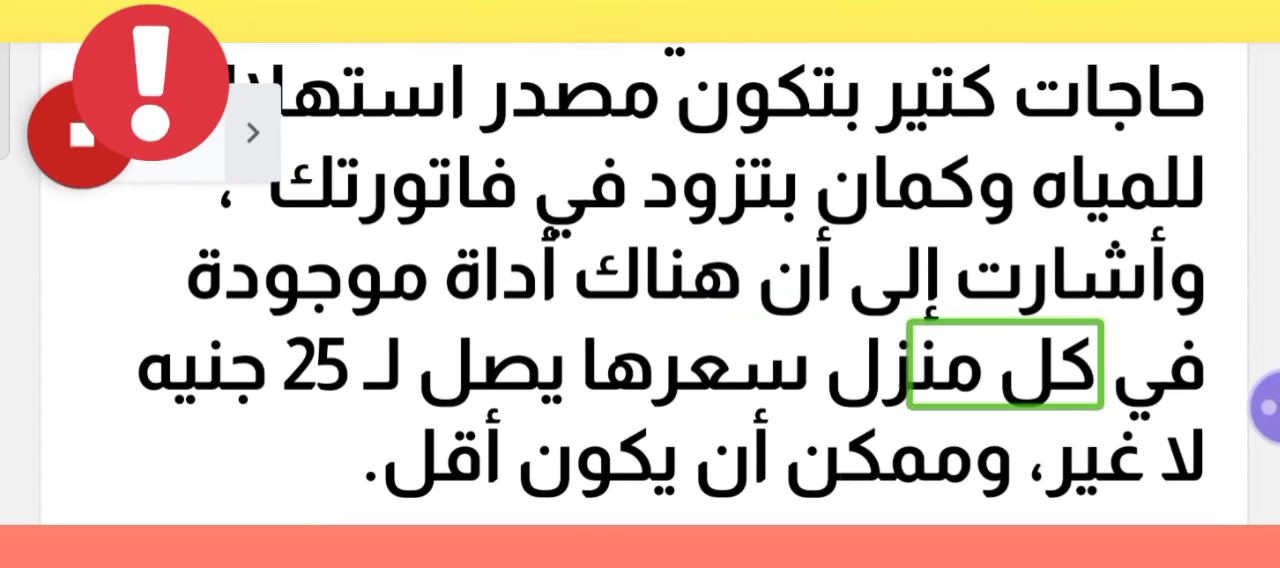 حاجات كتير بتكون مصدر
للمياه وكمان بتزود في فاتورتك ،
وأشارت إلى أن هناك أداة موجودة
في كل منزل سعرها يصل لـ 25 جنيه
لا غير، وممكن أن يكون أقل.